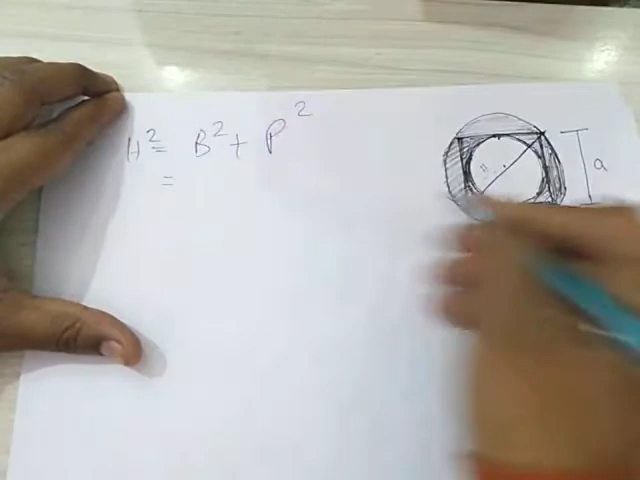 H² = B² + P²
=
a